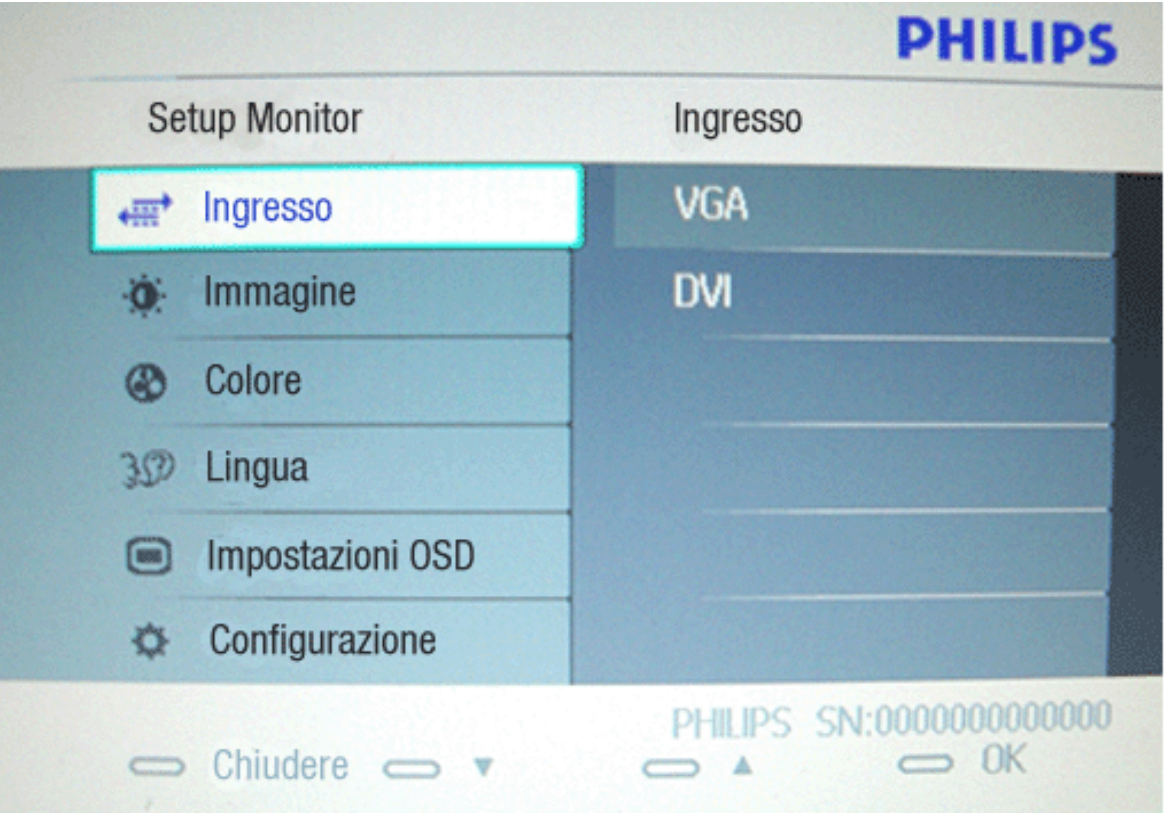 PHILIPS
Setup Monitor Ingresso
Ingresso VGA
Immagine DVI
Colore
Lingua
Impostazioni OSD
Configurazione
PHILIPS SN:0000000000000
Chiudere ▼ ▲ OK